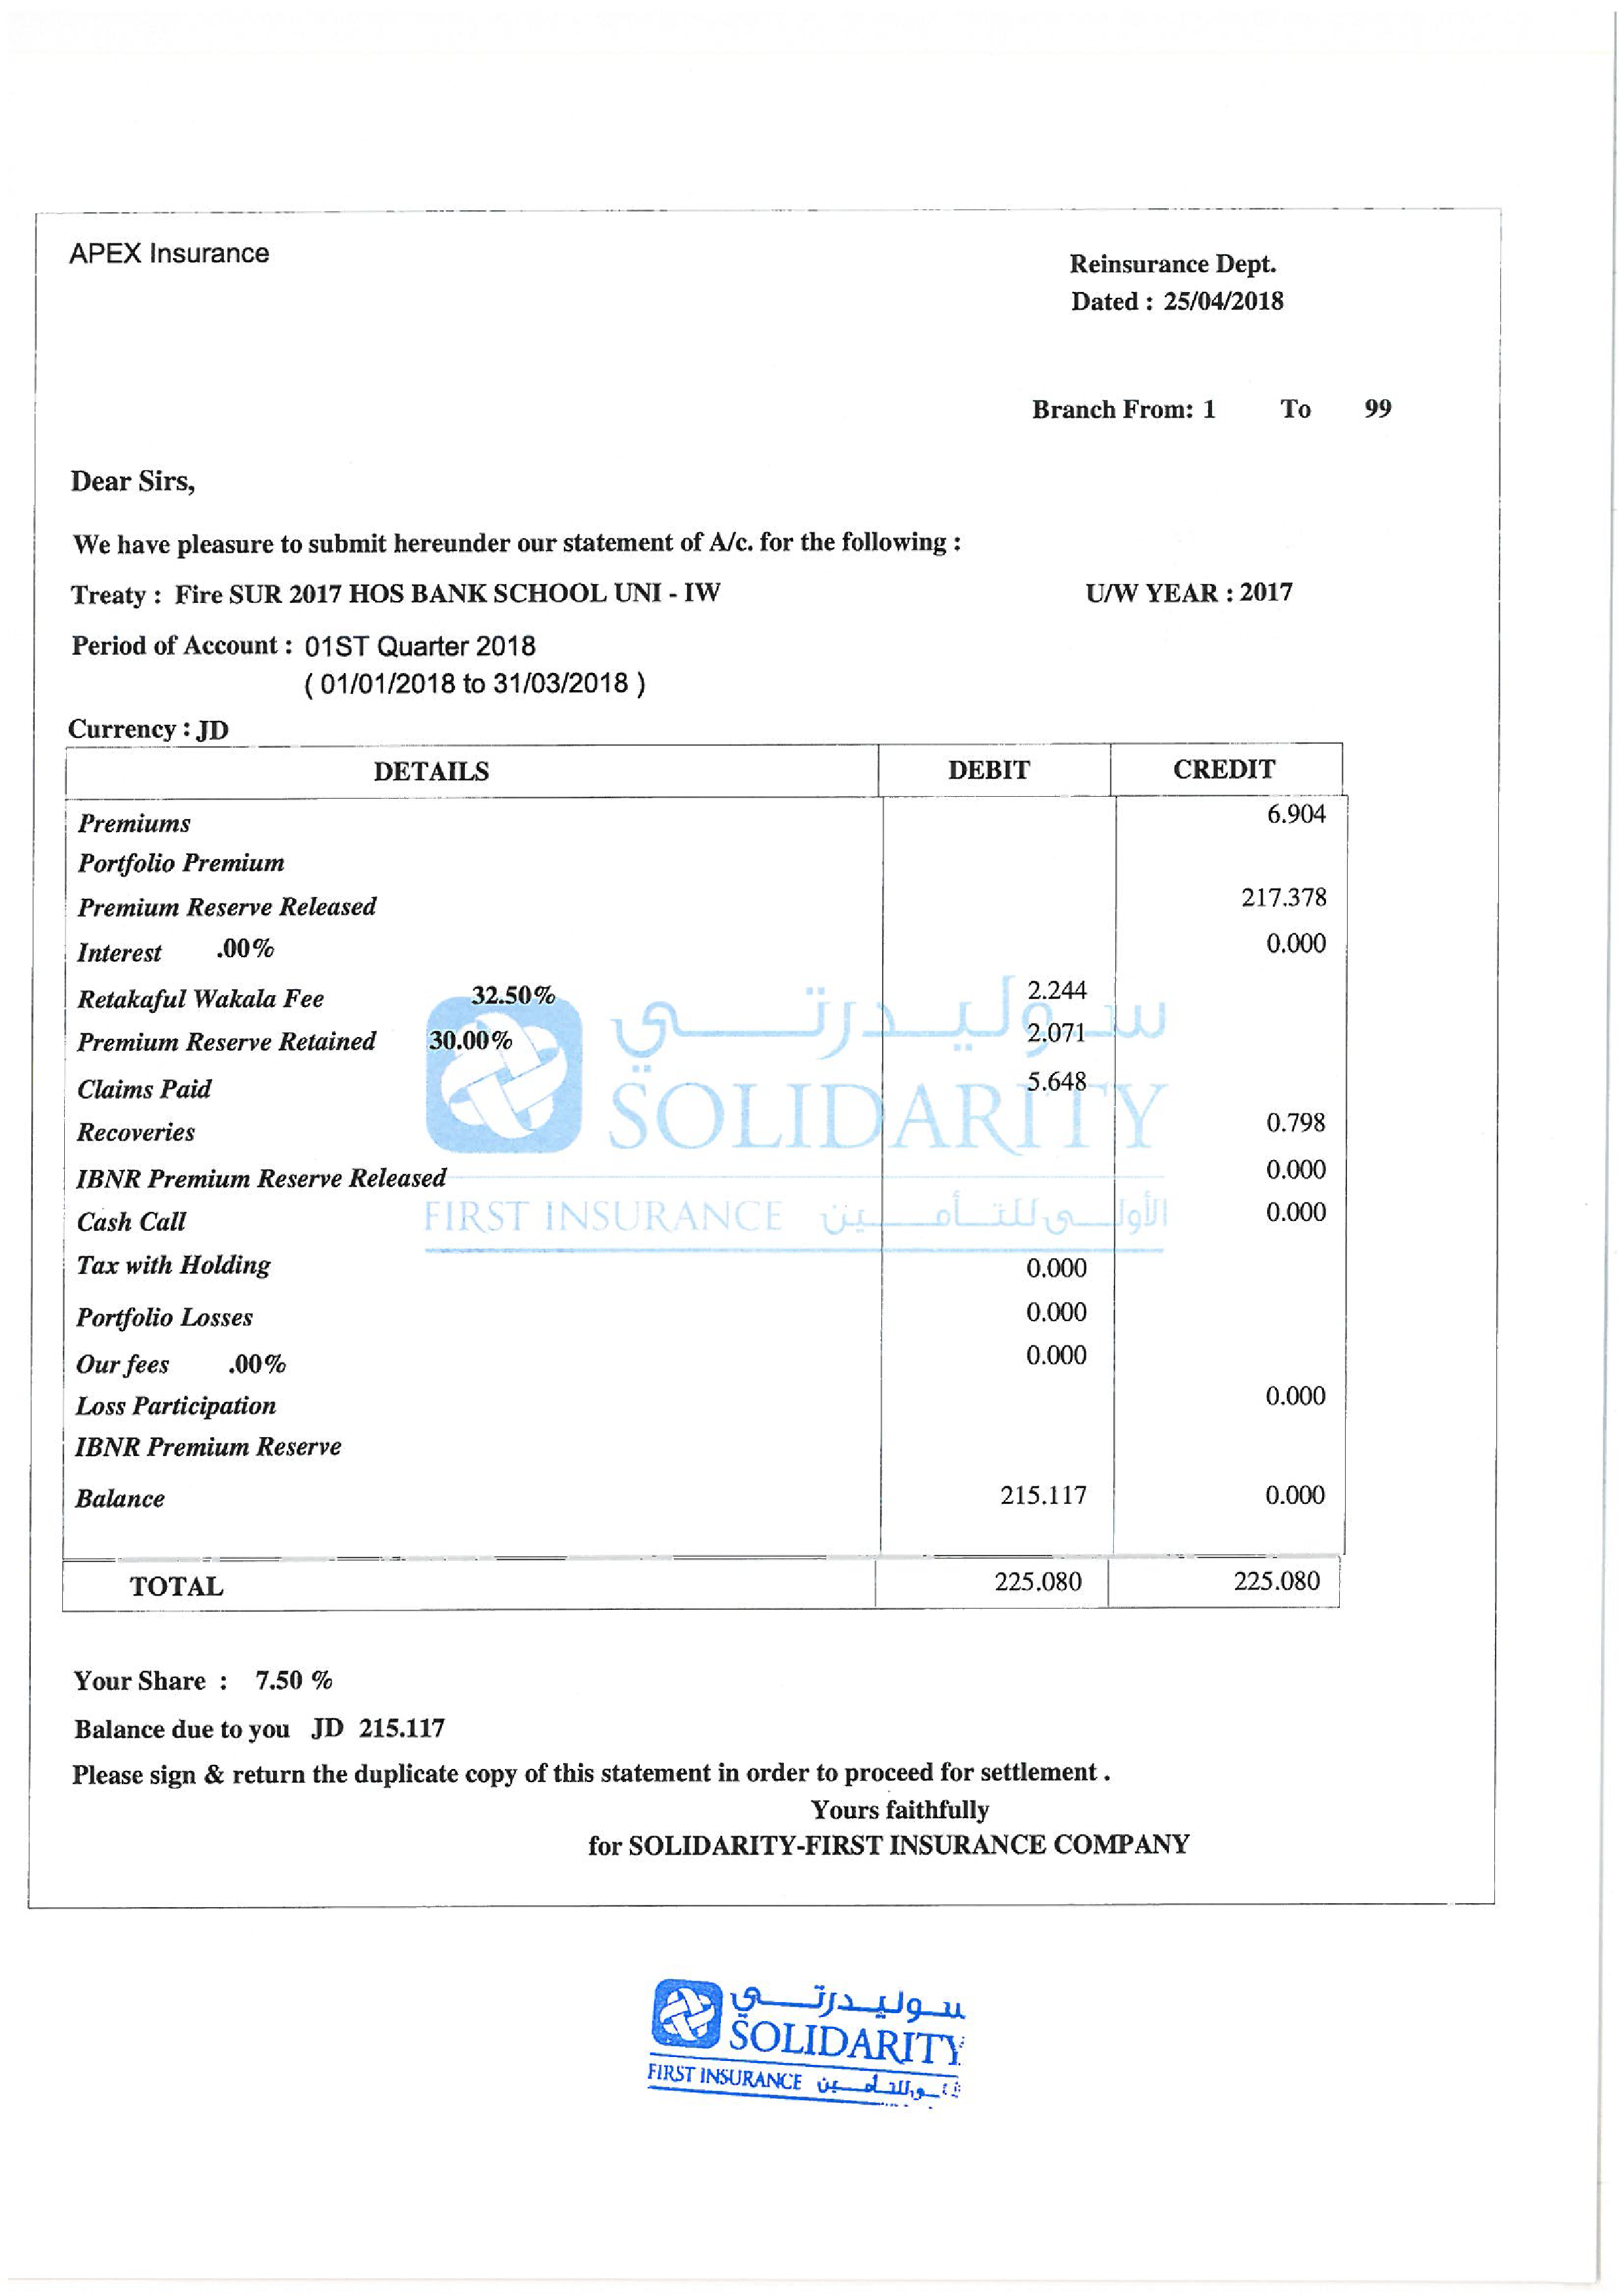 APEX Insurance
Reinsurance Dept.
Dated : 25/04/2018
Branch From: 1 To 99
Dear Sirs,
We have pleasure to submit hereunder our statement of A/c. for the following :
Treaty : Fire SUR 2017 HOS BANK SCHOOL UNI - IW U/W YEAR : 2017
Period of Account : 01ST Quarter 2018
( 01/01/2018 to 31/03/2018 )
Currency : JD
DETAILS DEBIT CREDIT
Premiums 6.904
Portfolio Premium
Premium Reserve Released 217.378
Interest .00% 0.000
Retakaful Wakala Fee 32.50% 2.244
Premium Reserve Retained 30.00% 2.071
Claims Paid 5.648
Recoveries 0.798
IBNR Premium Reserve Released 0.000
Cash Call 0.000
Tax with Holding 0.000
Portfolio Losses 0.000
Our fees .00% 0.000
Loss Participation 0.000
IBNR Premium Reserve
Balance 215.117 0.000
TOTAL 225.080 225.080
سوليدرتي
SOLIDARITY
FIRST INSURANCE الأولى للتأمين
Your Share : 7.50 %
Balance due to you JD 215.117
Please sign & return the duplicate copy of this statement in order to proceed for settlement .
Yours faithfully
for SOLIDARITY-FIRST INSURANCE COMPANY
سوليدرتي
SOLIDARITY
FIRST INSURANCE